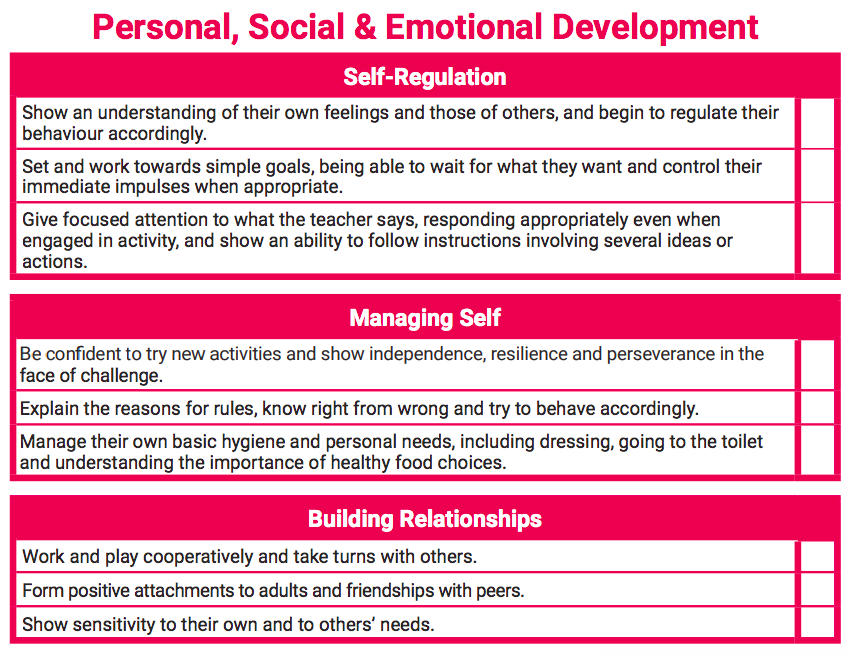 Personal, Social & Emotional Development
Self-Regulation
Show an understanding of their own feelings and those of others, and begin to regulate their
behaviour accordingly.
Set and work towards simple goals, being able to wait for what they want and control their
immediate impulses when appropriate.
Give focused attention to what the teacher says, responding appropriately even when
engaged in activity, and show an ability to follow instructions involving several ideas or
actions.
Managing Self
Be confident to try new activities and show independence, resilience and perseverance in the
face of challenge.
Explain the reasons for rules, know right from wrong and try to behave accordingly.
Manage their own basic hygiene and personal needs, including dressing, going to the toilet
and understanding the importance of healthy food choices.
Building Relationships
Work and play cooperatively and take turns with others.
Form positive attachments to adults and friendships with peers.
Show sensitivity to their own and to others’ needs.